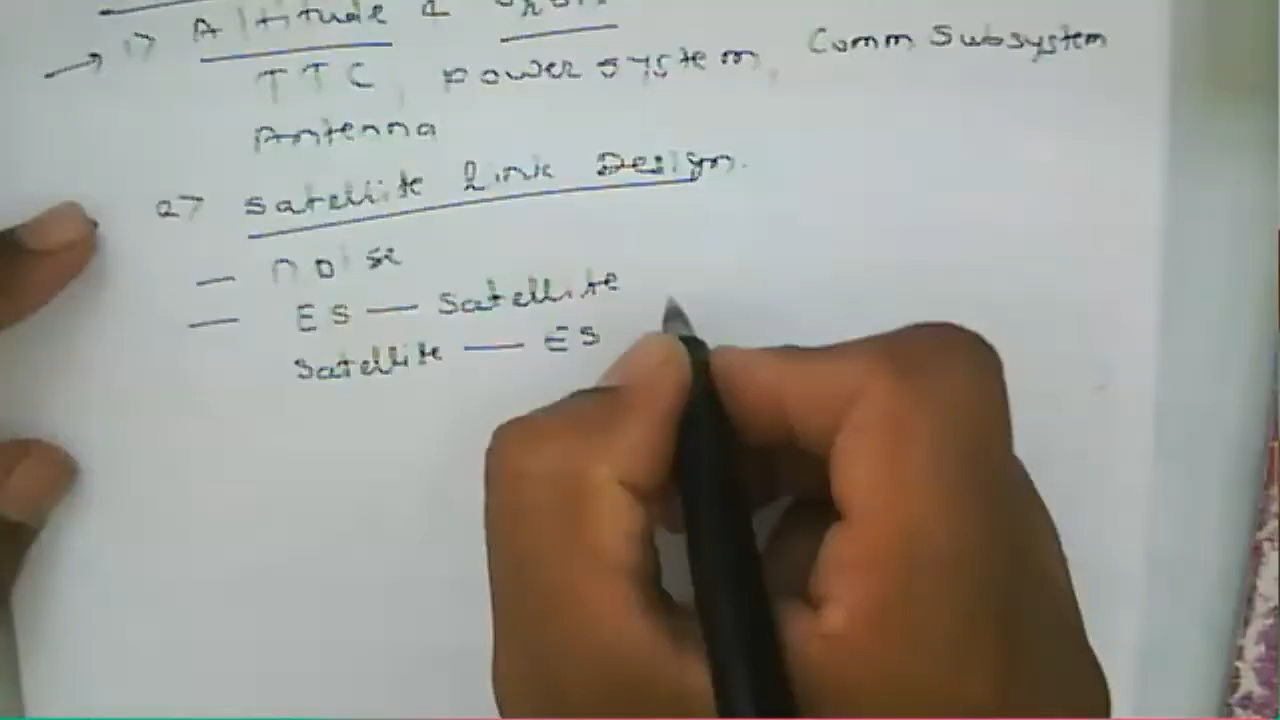 1) Altitude &
TTC, power system, Comm Subsystem
Antenna
2) Satellite link Design.
— noise
— ES — Satellite
Satellite — ES